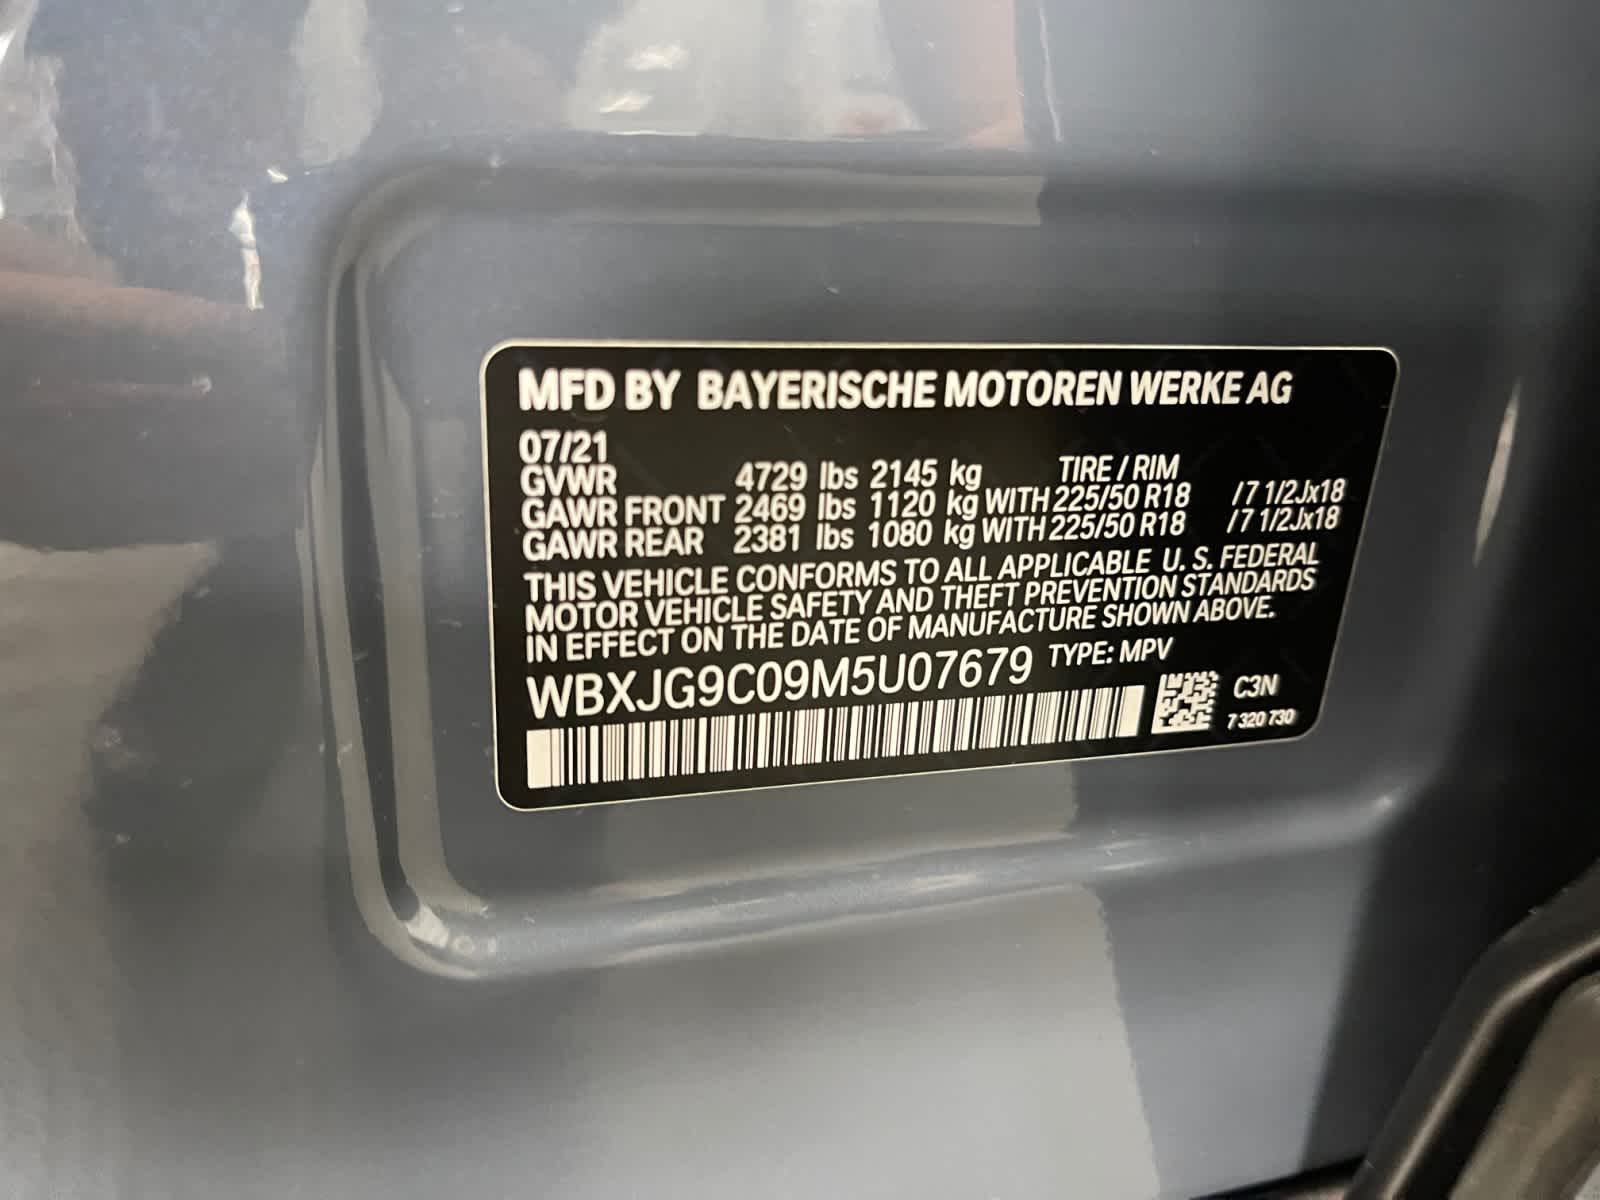 MFD BY BAYERISCHE MOTOREN WERKE AG
07/21
GVWR 4729 lbs 2145 kg TIRE / RIM
GAWR FRONT 2469 lbs 1120 kg WITH 225/50 R18 /7 1/2Jx18
GAWR REAR 2381 lbs 1080 kg WITH 225/50 R18 /7 1/2Jx18
THIS VEHICLE CONFORMS TO ALL APPLICABLE U. S. FEDERAL
MOTOR VEHICLE SAFETY AND THEFT PREVENTION STANDARDS
IN EFFECT ON THE DATE OF MANUFACTURE SHOWN ABOVE.
WBXJG9C09M5U07679 TYPE: MPV
C3N
7 320 730